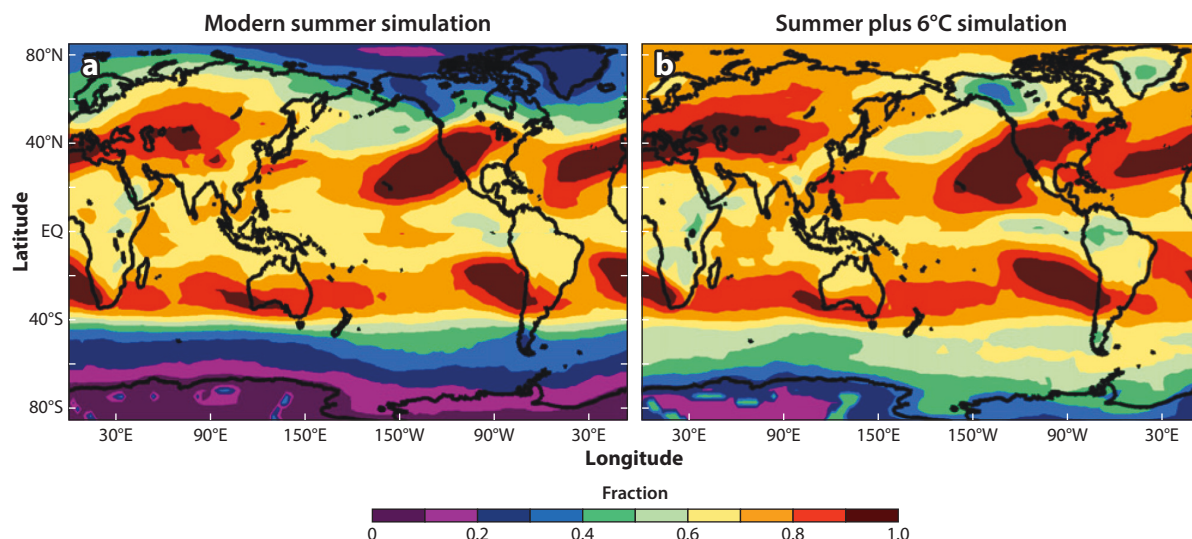 Modern summer simulation
Summer plus 6°C simulation
a
b
80°N
40°N
EQ
40°S
80°S
Latitude
30°E 90°E 150°E 150°W 90°W 30°E
30°E 90°E 150°E 150°W 90°W 30°E
Longitude
Fraction
0 0.2 0.4 0.6 0.8 1.0